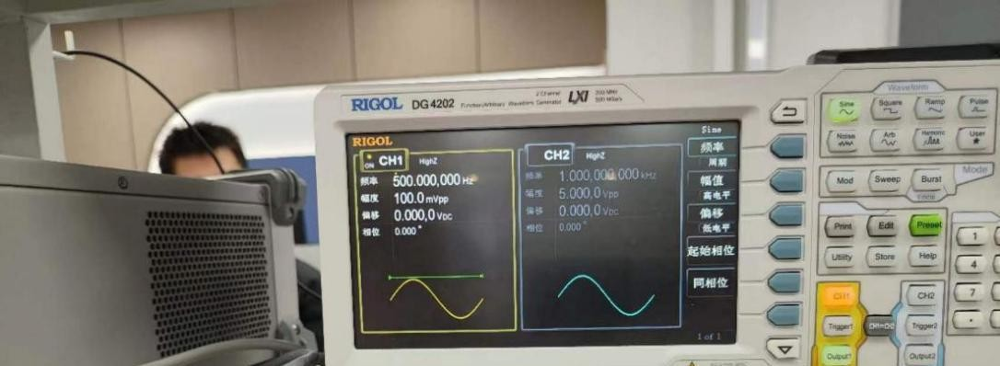 RIGOL DG4202 Function/Arbitrary Waveform Generator 2 Channel LXI 200 MHz
500 MSa/s
RIGOL
ON CH1 HighZ
频率 500.000,000 Hz
幅度 100.0 mVpp
偏移 0.000,0 VDC
相位 0.000°
CH2 HighZ
频率 1.000,000,000 kHz
幅度 5.000,0 Vpp
偏移 0.000,0 VDC
相位 0.000°
Sine
频率
周期
幅值
高电平
偏移
低电平
起始相位
同相位
1 of 1
Waveform
Sine Square Ramp Pulse
Noise Arb Harmonic User
Mod Sweep Burst
Mode
Print Edit Preset
Utility Store Help
CH1 CH2
Trigger1 CH1⇌CH2 Trigger2
Output1 Output2
1
4
7
.